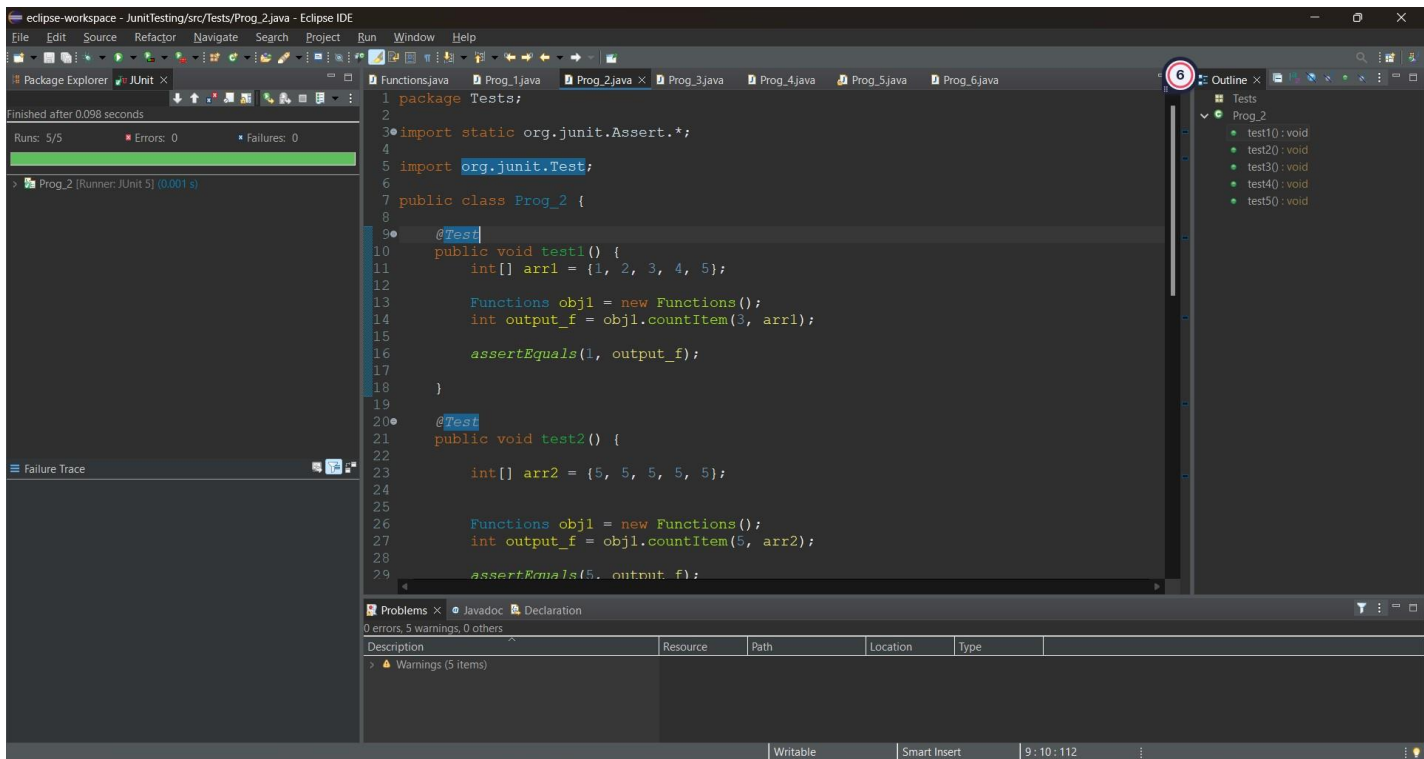 eclipse-workspace - JunitTesting/src/Tests/Prog_2.java - Eclipse IDE
File Edit Source Refactor Navigate Search Project Run Window Help
Package Explorer JUnit
Functions.java Prog_1.java Prog_2.java Prog_3.java Prog_4.java Prog_5.java Prog_6.java
6
Outline
Finished after 0.098 seconds
Runs: 5/5 Errors: 0 Failures: 0
Prog_2 [Runner: JUnit 5] (0.001 s)
Failure Trace
1 package Tests;
2
3 import static org.junit.Assert.*;
4
5 import org.junit.Test;
6
7 public class Prog_2 {
8
9 @Test
10 public void test1() {
11 int[] arr1 = {1, 2, 3, 4, 5};
12
13 Functions obj1 = new Functions();
14 int output_f = obj1.countItem(3, arr1);
15
16 assertEquals(1, output_f);
17
18 }
19
20 @Test
21 public void test2() {
22
23 int[] arr2 = {5, 5, 5, 5, 5};
24
25
26 Functions obj1 = new Functions();
27 int output_f = obj1.countItem(5, arr2);
28
29 assertEquals(5, output_f);
Tests
Prog_2
test1() : void
test2() : void
test3() : void
test4() : void
test5() : void
Problems Javadoc Declaration
0 errors, 5 warnings, 0 others
Description Resource Path Location Type
Warnings (5 items)
Writable Smart Insert 9 : 10 : 112